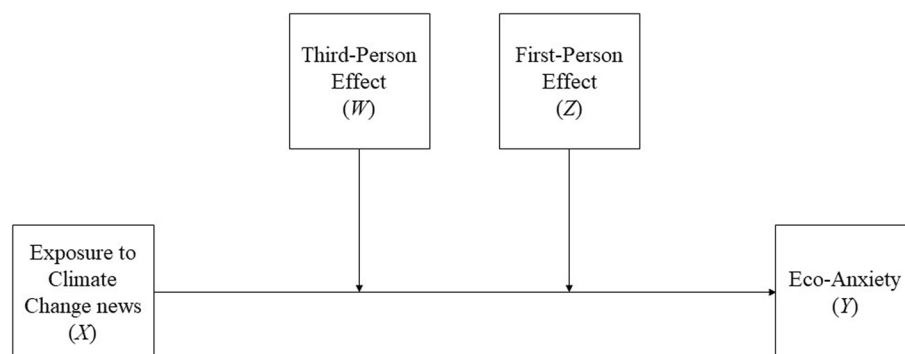 Third-Person
Effect
(W)
First-Person
Effect
(Z)
Exposure to
Climate
Change news
(X)
Eco-Anxiety
(Y)